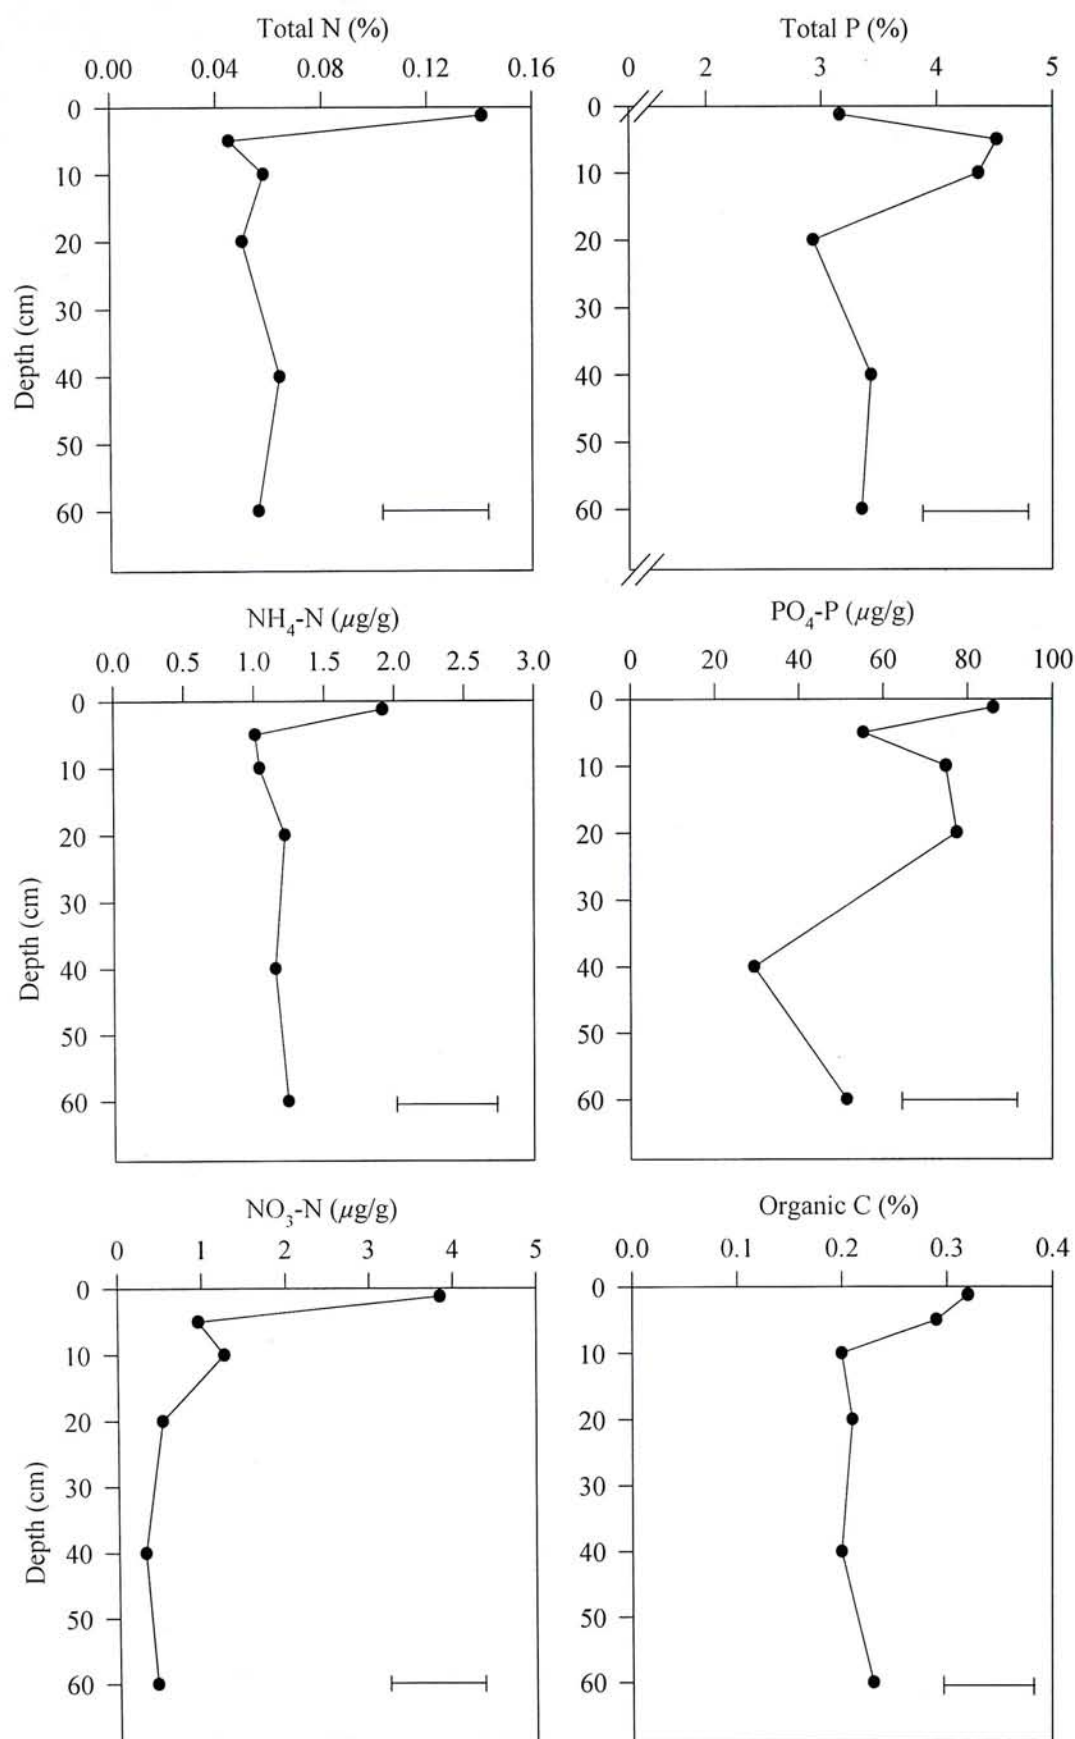 Total N (%)
0.00 0.04 0.08 0.12 0.16
0
10
20
30
40
50
60
Depth (cm)
Total P (%)
0 2 3 4 5
0
10
20
30
40
50
60
NH₄-N (µg/g)
0.0 0.5 1.0 1.5 2.0 2.5 3.0
0
10
20
30
40
50
60
Depth (cm)
PO₄-P (µg/g)
0 20 40 60 80 100
0
10
20
30
40
50
60
NO₃-N (µg/g)
0 1 2 3 4 5
0
10
20
30
40
50
60
Depth (cm)
Organic C (%)
0.0 0.1 0.2 0.3 0.4
0
10
20
30
40
50
60